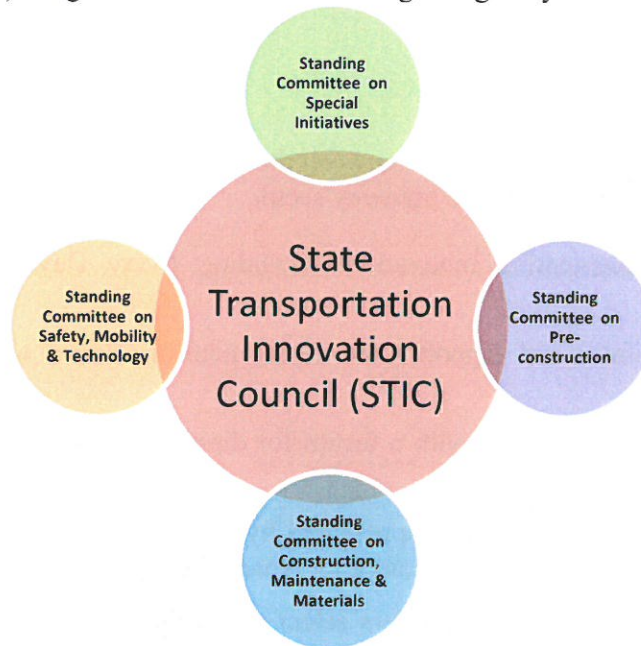 Standing
Committee on
Special
Initiatives
State
Transportation
Innovation
Council (STIC)
Standing
Committee on
Safety, Mobility
& Technology
Standing
Committee on
Pre-
construction
Standing
Committee on
Construction,
Maintenance &
Materials